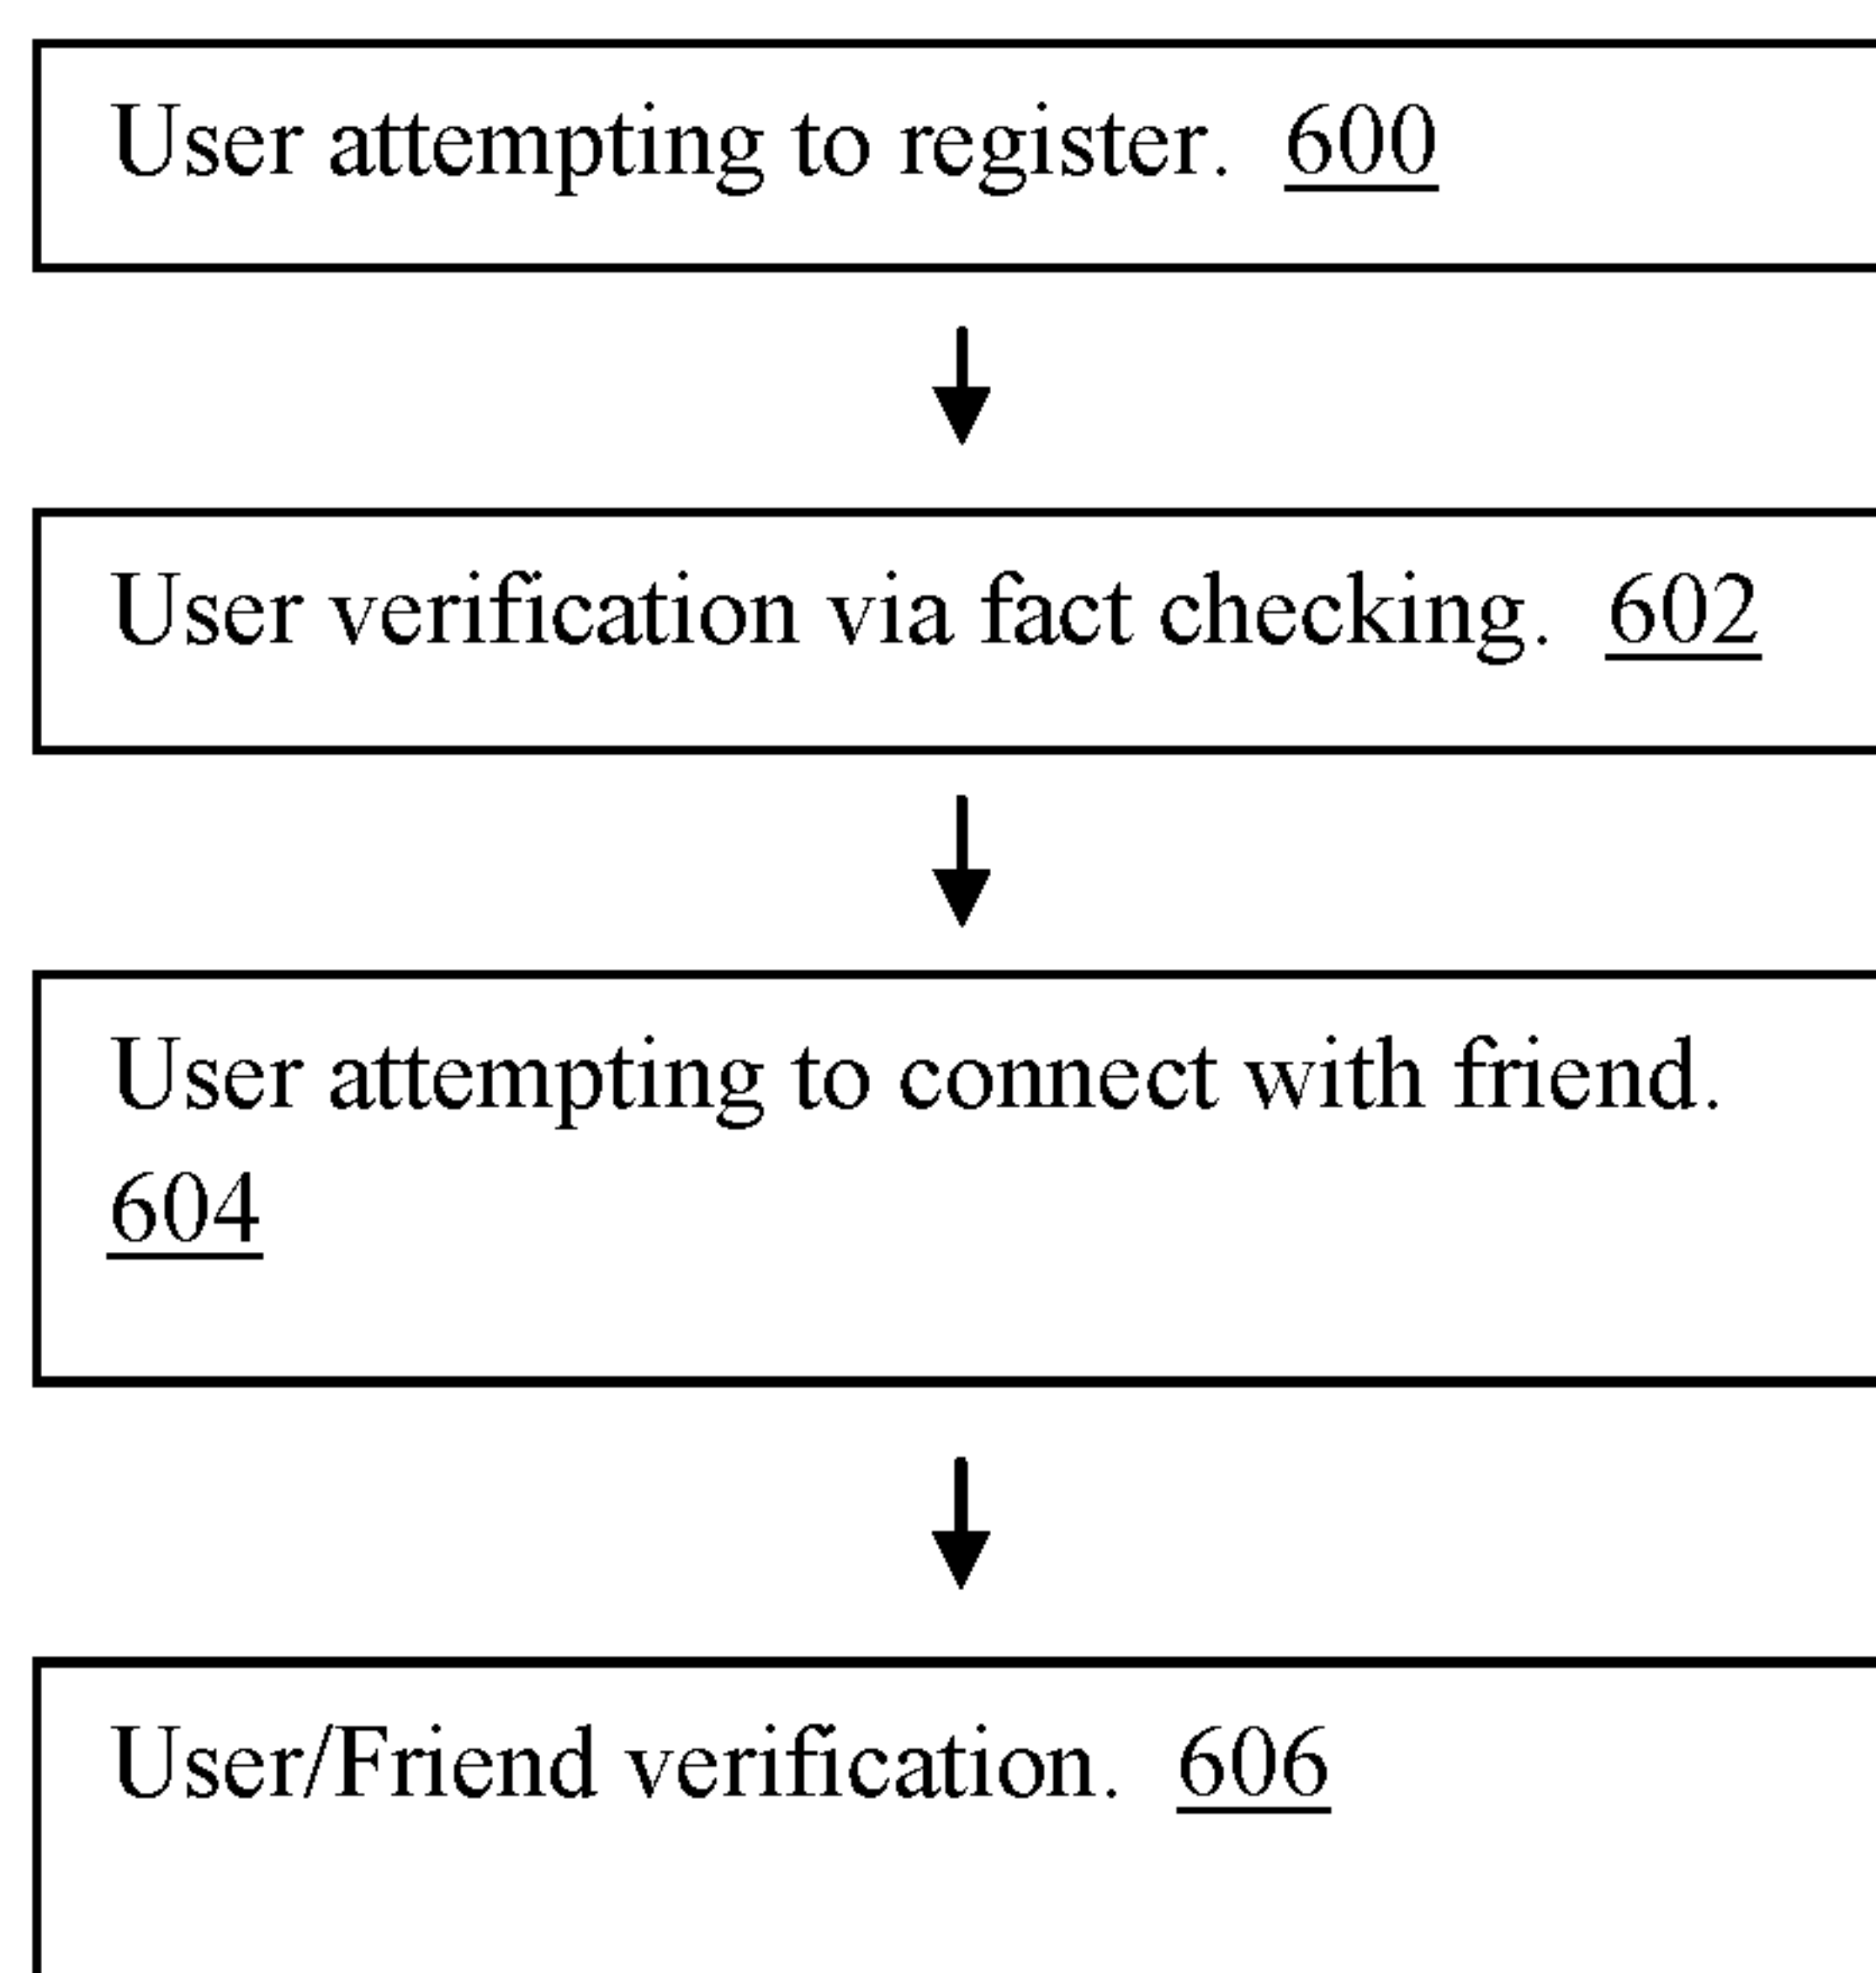 User attempting to register. 600
User verification via fact checking. 602
User attempting to connect with friend.
604
User/Friend verification. 606